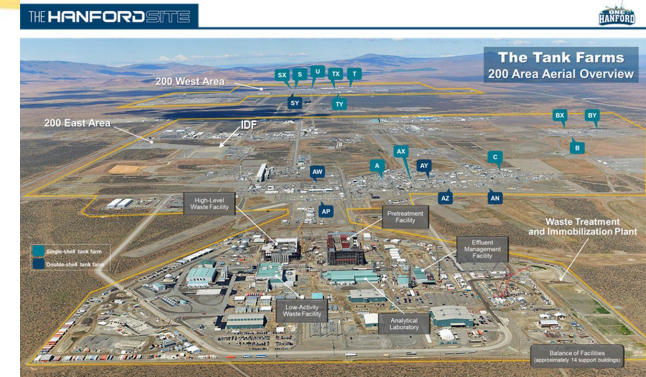 THE HANFORD SITE
ONE
HANFORD
The Tank Farms
200 Area Aerial Overview
SX
S
U
TX
T
200 West Area
SY
TY
BX
BY
200 East Area
IDF
B
AX
C
A
AY
AW
AZ
AN
High-Level
Waste Facility
AP
Pretreatment
Facility
Waste Treatment
and Immobilization Plant
Effluent
Management
Facility
Single-shell tank farm
Double-shell tank farm
Low-Activity
Waste Facility
Analytical
Laboratory
Balance of Facilities
(approximately 14 support buildings)